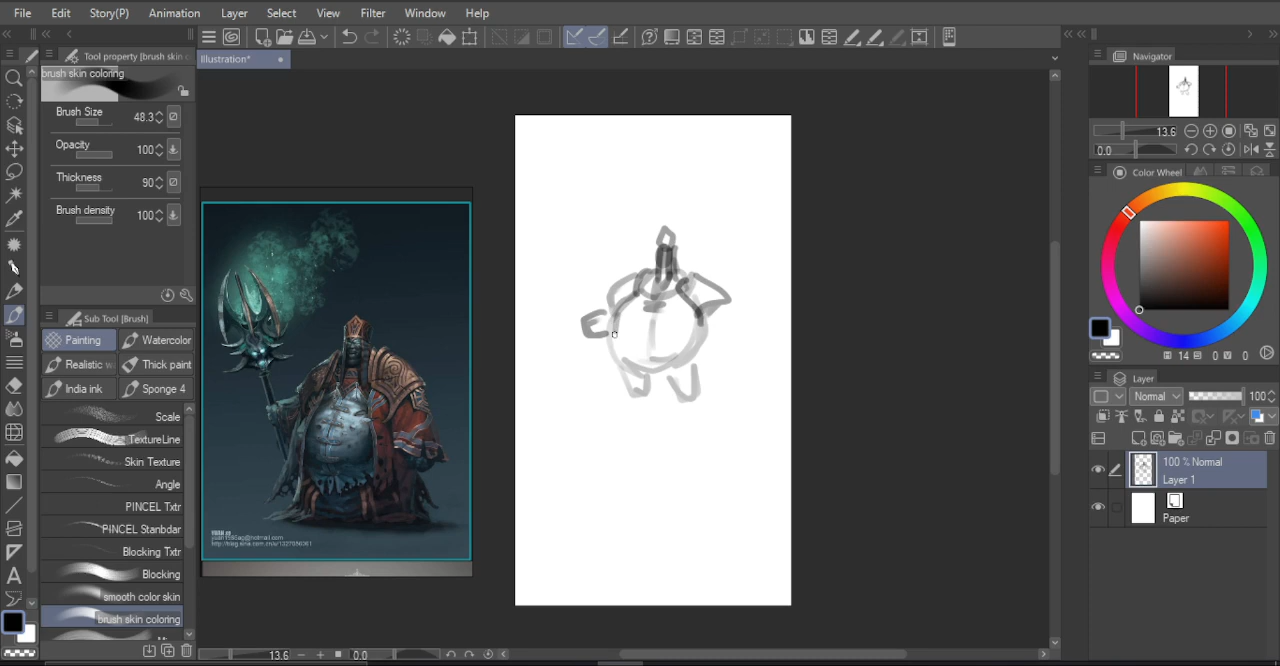 File Edit Story(P) Animation Layer Select View Filter Window Help
Tool property [brush skin c
brush skin coloring
Brush Size 48.3
Opacity 100
Thickness 90
Brush density 100
Sub Tool [Brush]
Painting Watercolor
Realistic w Thick paint
India ink Sponge 4
Scale
TextureLine
Skin Texture
Angle
PINCEL Txtr
PINCEL Stanbdar
Blocking Txtr
Blocking
smooth color skin
brush skin coloring
Illustration*
13.6 0.0
Navigator
13.6
0.0
Color Wheel
14 0 0
Layer
Normal 100
100 % Normal
Layer 1
Paper